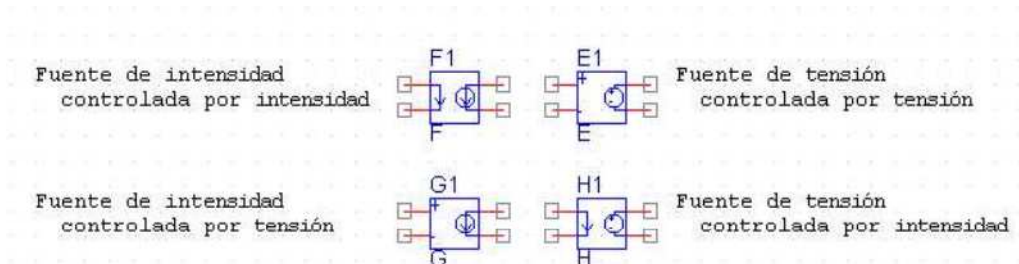 F1
E1
Fuente de intensidad
controlada por intensidad
Fuente de tensión
controlada por tensión
F
E
G1
H1
Fuente de intensidad
controlada por tensión
Fuente de tensión
controlada por intensidad
G
H